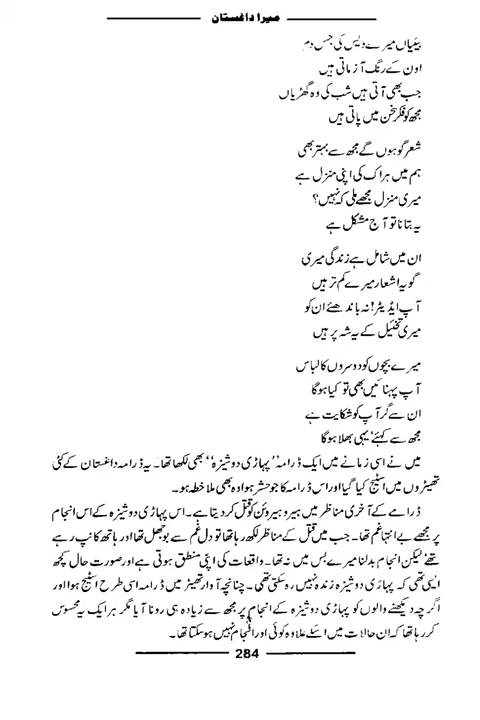 میرا داغستان
بیٹیاں میرے دیس کی جس دم
اون کے رنگ آزماتی ہیں
جب بھی آتی ہیں شب کی وہ گھڑیاں
مجھ کو فکر سخن میں پاتی ہیں
شعر گو ہوں گے مجھ سے بہتر بھی
ہم میں ہر اک کی اپنی منزل ہے
میری منزل مجھے ملی کہ نہیں؟
یہ بتانا تو آج مشکل ہے
ان میں شامل ہے زندگی میری
گو یہ اشعار میرے کم تر ہیں
آپ ایڈیٹر! نہ باندھئے ان کو
میری تخئیل کے یہ شہ پر ہیں
میرے بچوں کو دوسروں کا لباس
آپ پہنائیں بھی تو کیا ہوگا
ان سے گر آپ کو شکایت ہے
مجھ سے کہئے، یہی بھلا ہوگا
میں نے اسی زمانے میں ایک ڈرامہ ''پہاڑی دوشیزہ'' بھی لکھا تھا۔ یہ ڈرامہ داغستان کے کئی
تھیٹروں میں اسٹیج کیا گیا اور اس ڈرامہ کا جو حشر ہوا وہ بھی ملاحظہ ہو۔
ڈرامے کے آخری مناظر میں ہیرو ہیروئن کو قتل کر دیتا ہے۔ اس پہاڑی دوشیزہ کے اس انجام
پر مجھے بے انتہا غم تھا۔ جب میں قتل کے مناظر لکھ رہا تھا تو دل غم سے بوجھل تھا اور ہاتھ کانپ رہے
تھے لیکن انجام بدلنا میرے بس میں نہ تھا۔ واقعات کی اپنی منطق ہوتی ہے اور صورت حال کچھ
ایسی تھی کہ پہاڑی دوشیزہ زندہ نہیں رہ سکتی تھی۔ چنانچہ آوار تھیٹر میں ڈرامہ اسی طرح اسٹیج ہوا اور
اگرچہ دیکھنے والوں کو پہاڑی دوشیزہ کے انجام پر مجھ سے زیادہ ہی رونا آیا مگر ہر ایک یہ محسوس
کر رہا تھا کہ ان حالات میں اسکے علاوہ کوئی اور انجام نہیں ہو سکتا تھا۔
284